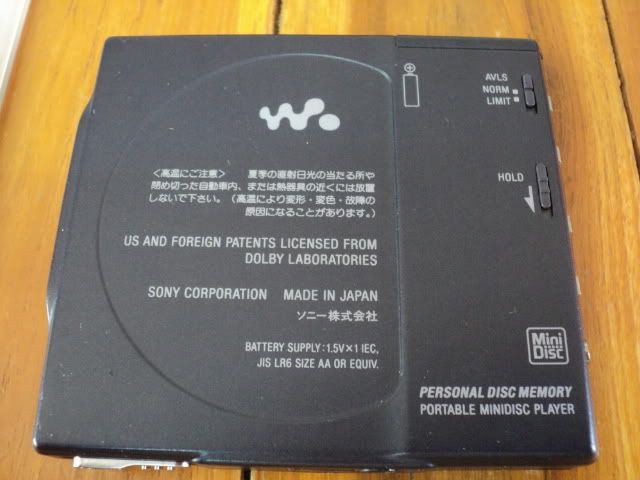 AVLS
NORM
LIMIT
HOLD
〈高温にご注意〉 夏季の直射日光の当たる所や
閉め切った自動車内、または熱器具の近くには放置
しないで下さい。（高温により変形・変色・故障の
原因になることがあります。）
US AND FOREIGN PATENTS LICENSED FROM
DOLBY LABORATORIES
SONY CORPORATION MADE IN JAPAN
ソニー株式会社
BATTERY SUPPLY: 1.5V×1 IEC,
JIS LR6 SIZE AA OR EQUIV.
Mini
Disc
PERSONAL DISC MEMORY
PORTABLE MINIDISC PLAYER